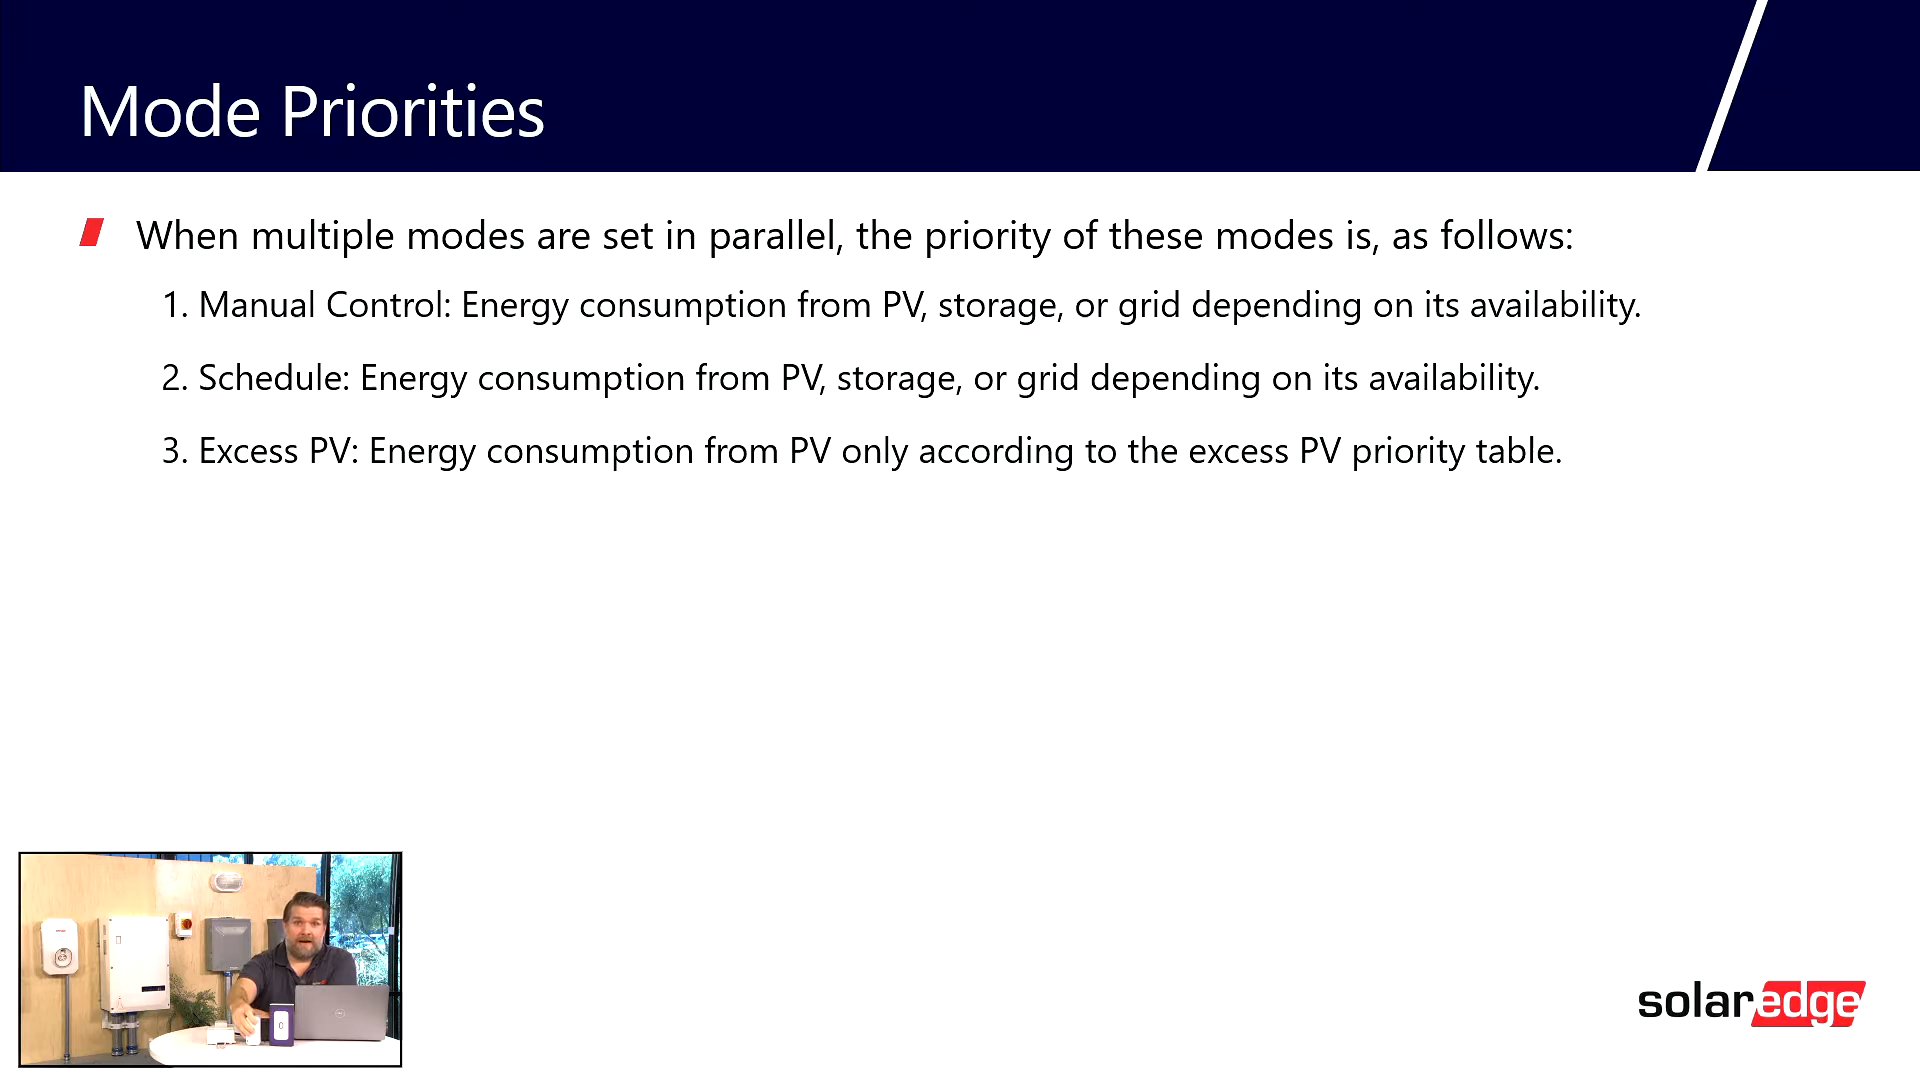 Mode Priorities
When multiple modes are set in parallel, the priority of these modes is, as follows:
1. Manual Control: Energy consumption from PV, storage, or grid depending on its availability.
2. Schedule: Energy consumption from PV, storage, or grid depending on its availability.
3. Excess PV: Energy consumption from PV only according to the excess PV priority table.
solaredge